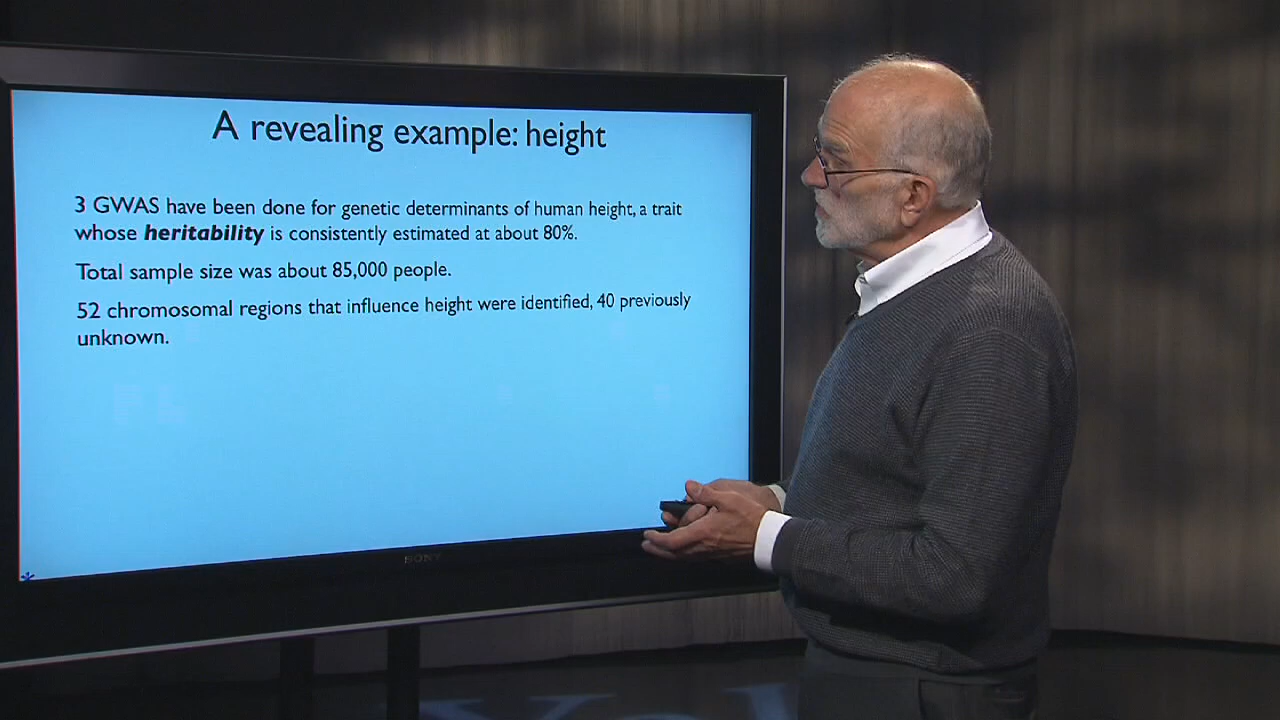 A revealing example: height
3 GWAS have been done for genetic determinants of human height, a trait
whose heritability is consistently estimated at about 80%.
Total sample size was about 85,000 people.
52 chromosomal regions that influence height were identified, 40 previously
unknown.
*
SONY